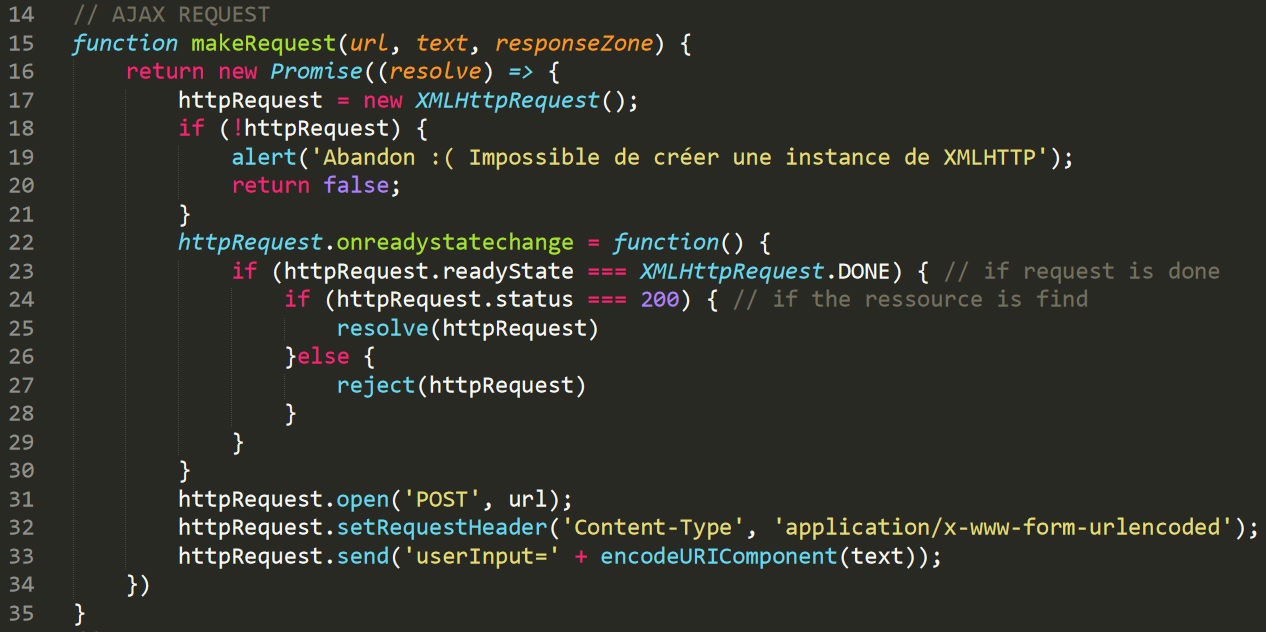 14 // AJAX REQUEST
15 function makeRequest(url, text, responseZone) {
16     return new Promise((resolve) => {
17         httpRequest = new XMLHttpRequest();
18         if (!httpRequest) {
19             alert('Abandon :( Impossible de créer une instance de XMLHTTP');
20             return false;
21         }
22         httpRequest.onreadystatechange = function() {
23             if (httpRequest.readyState === XMLHttpRequest.DONE) { // if request is done
24                 if (httpRequest.status === 200) { // if the ressource is find
25                     resolve(httpRequest)
26                 }else {
27                     reject(httpRequest)
28                 }
29             }
30         }
31         httpRequest.open('POST', url);
32         httpRequest.setRequestHeader('Content-Type', 'application/x-www-form-urlencoded');
33         httpRequest.send('userInput=' + encodeURIComponent(text));
34     })
35 }